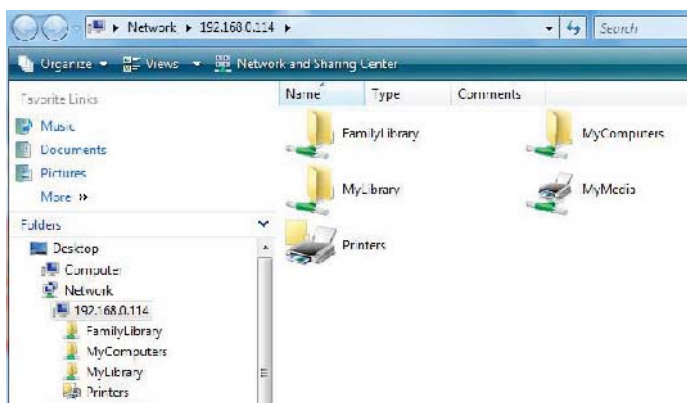 Network 192.168.0.114
Search
Organize Views Network and Sharing Center
Favorite Links
Music
Documents
Pictures
More »
Folders
Desktop
Computer
Network
192.168.0.114
FamilyLibrary
MyComputers
MyLibrary
Printers
Name Type Comments
FamilyLibrary MyComputers
MyLibrary MyMedia
Printers